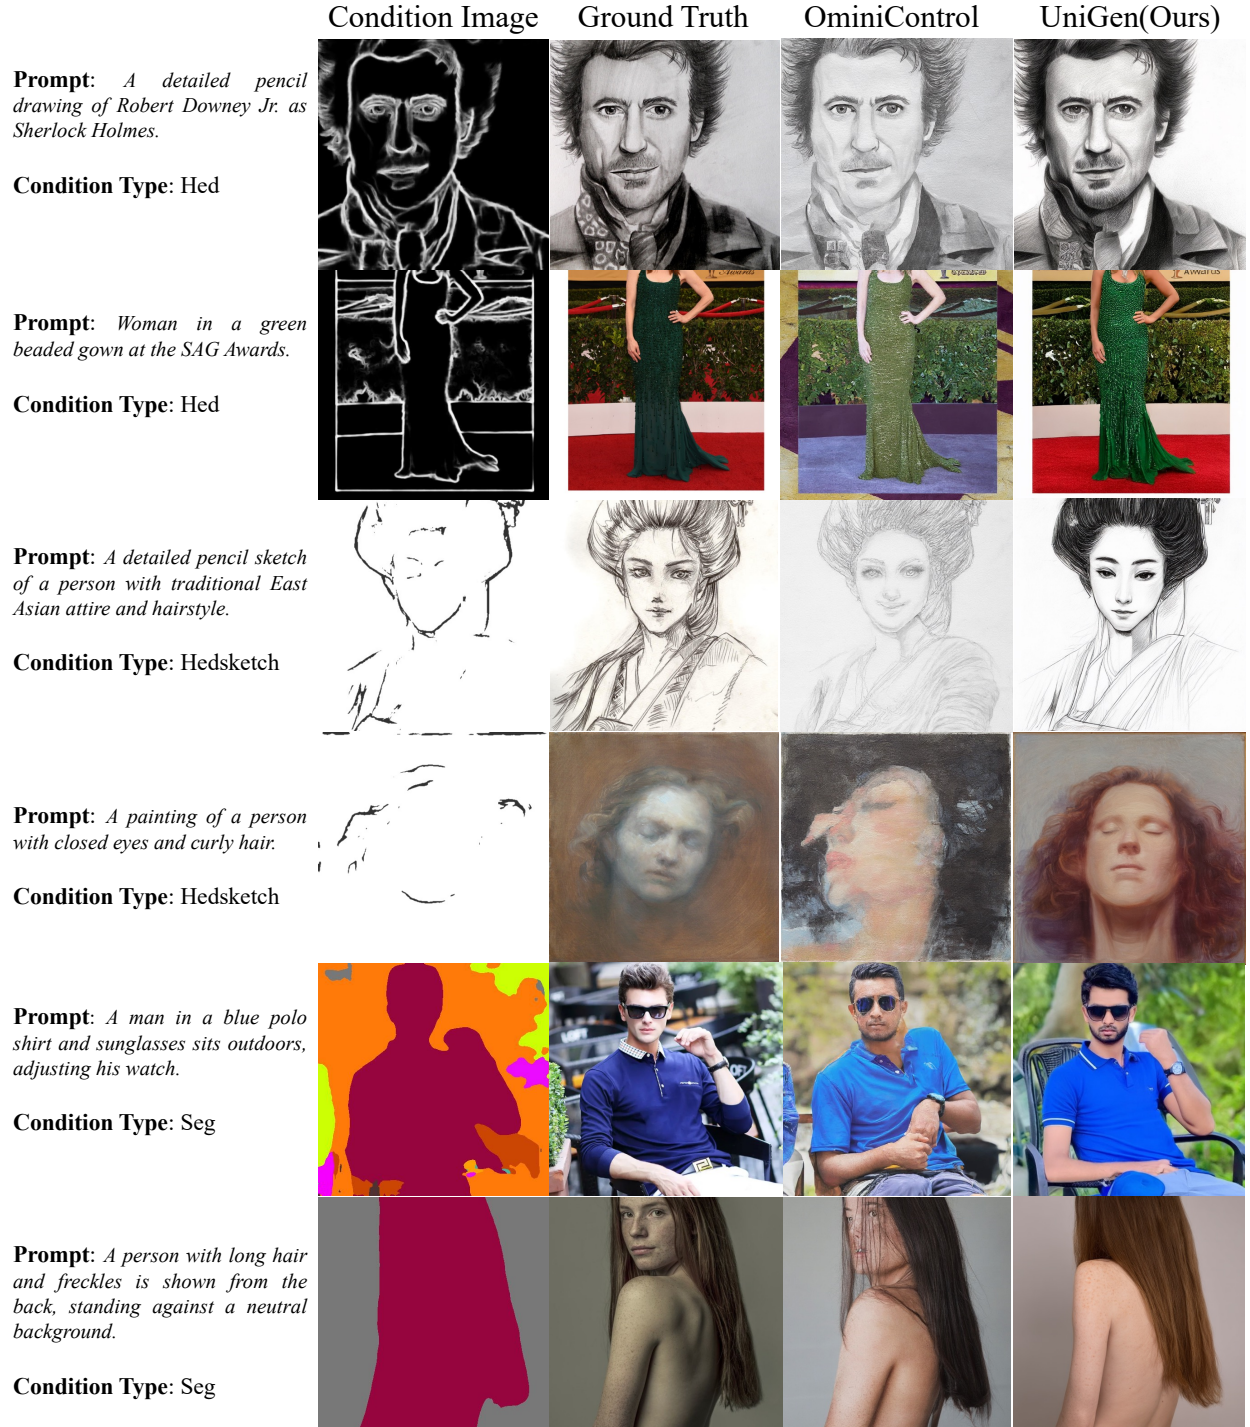 Condition Image Ground Truth OminiControl UniGen(Ours)
Prompt: A detailed pencil
drawing of Robert Downey Jr. as
Sherlock Holmes.
Condition Type: Hed
Awards
Awards
Prompt: Woman in a green
beaded gown at the SAG Awards.
Condition Type: Hed
Prompt: A detailed pencil sketch
of a person with traditional East
Asian attire and hairstyle.
Condition Type: Hedsketch
Prompt: A painting of a person
with closed eyes and curly hair.
Condition Type: Hedsketch
Prompt: A man in a blue polo
shirt and sunglasses sits outdoors,
adjusting his watch.
Condition Type: Seg
Prompt: A person with long hair
and freckles is shown from the
back, standing against a neutral
background.
Condition Type: Seg